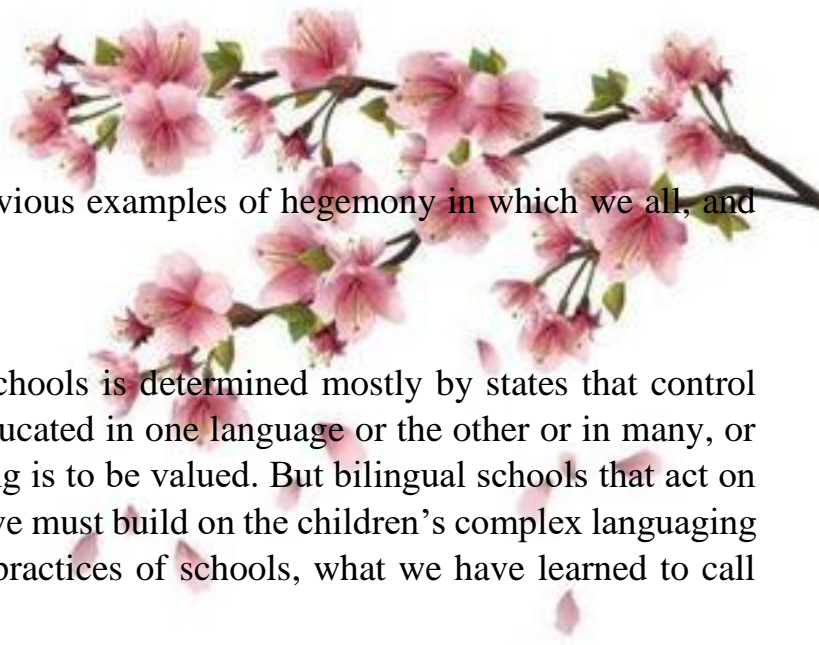 vious examples of hegemony in which we all, and
chools is determined mostly by states that control
ucated in one language or the other or in many, or
g is to be valued. But bilingual schools that act on
ve must build on the children’s complex languaging
practices of schools, what we have learned to call